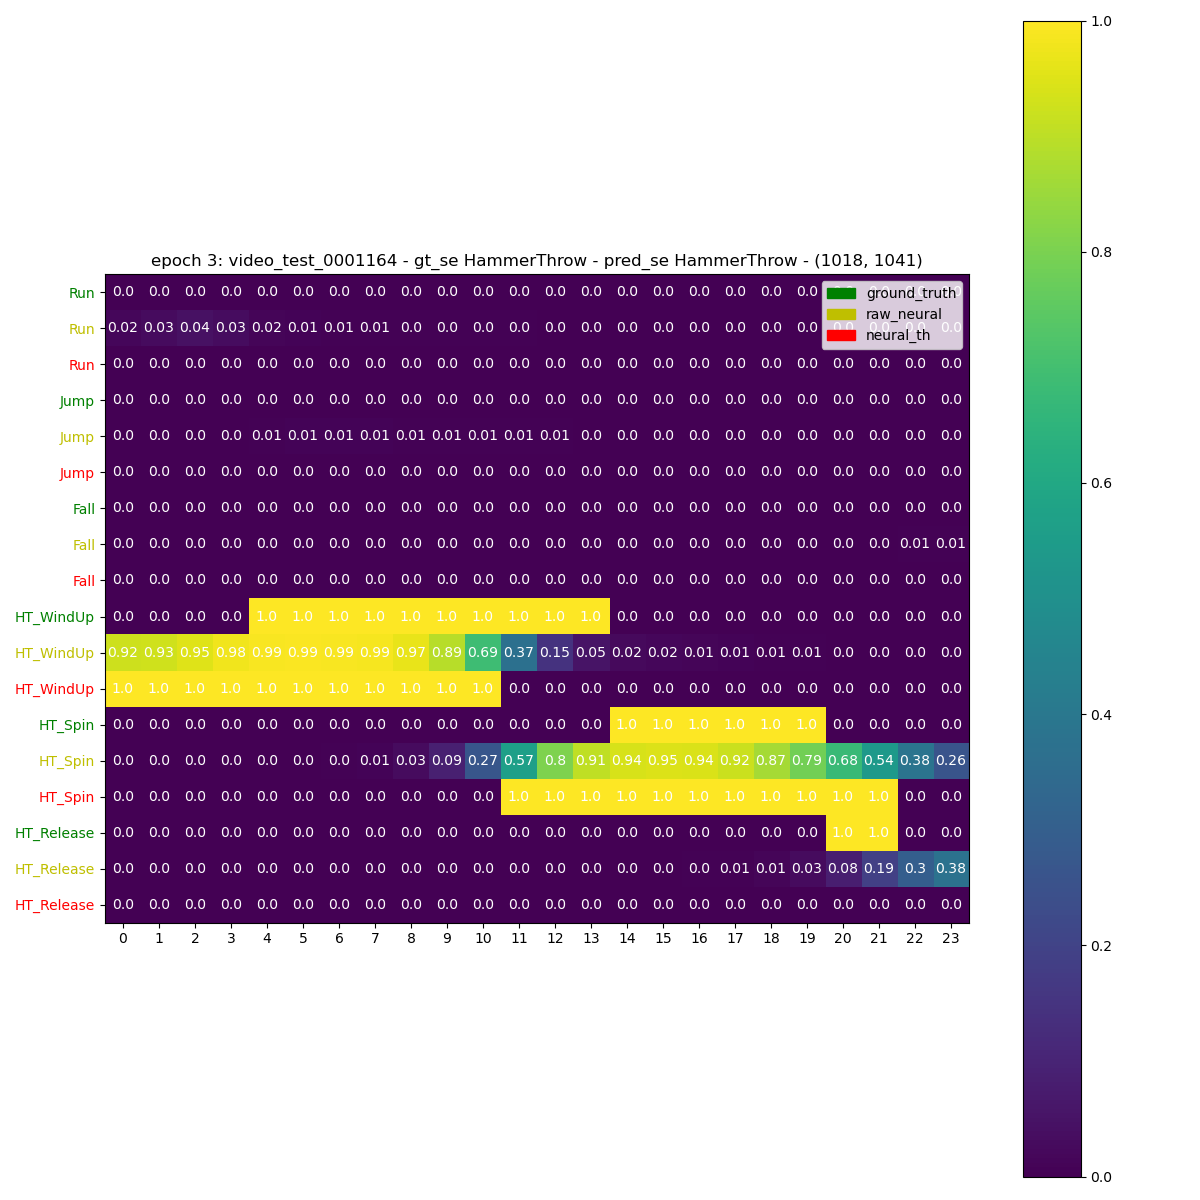 epoch 3: video_test_0001164 - gt_se HammerThrow - pred_se HammerThrow - (1018, 1041)
1.0
ground_truth
raw_neural
neural_th
Run 0.0 0.0 0.0 0.0 0.0 0.0 0.0 0.0 0.0 0.0 0.0 0.0 0.0 0.0 0.0 0.0 0.0 0.0 0.0 0.0 0.0 0.0 0.0 0.0
Run 0.02 0.03 0.04 0.03 0.02 0.01 0.01 0.01 0.0 0.0 0.0 0.0 0.0 0.0 0.0 0.0 0.0 0.0 0.0 0.0 0.0 0.0 0.0 0.0
Run 0.0 0.0 0.0 0.0 0.0 0.0 0.0 0.0 0.0 0.0 0.0 0.0 0.0 0.0 0.0 0.0 0.0 0.0 0.0 0.0 0.0 0.0 0.0 0.0
Jump 0.0 0.0 0.0 0.0 0.0 0.0 0.0 0.0 0.0 0.0 0.0 0.0 0.0 0.0 0.0 0.0 0.0 0.0 0.0 0.0 0.0 0.0 0.0 0.0
Jump 0.0 0.0 0.0 0.0 0.01 0.01 0.01 0.01 0.01 0.01 0.01 0.01 0.01 0.0 0.0 0.0 0.0 0.0 0.0 0.0 0.0 0.0 0.0 0.0
Jump 0.0 0.0 0.0 0.0 0.0 0.0 0.0 0.0 0.0 0.0 0.0 0.0 0.0 0.0 0.0 0.0 0.0 0.0 0.0 0.0 0.0 0.0 0.0 0.0
Fall 0.0 0.0 0.0 0.0 0.0 0.0 0.0 0.0 0.0 0.0 0.0 0.0 0.0 0.0 0.0 0.0 0.0 0.0 0.0 0.0 0.0 0.0 0.0 0.0
Fall 0.0 0.0 0.0 0.0 0.0 0.0 0.0 0.0 0.0 0.0 0.0 0.0 0.0 0.0 0.0 0.0 0.0 0.0 0.0 0.0 0.0 0.0 0.01 0.01
Fall 0.0 0.0 0.0 0.0 0.0 0.0 0.0 0.0 0.0 0.0 0.0 0.0 0.0 0.0 0.0 0.0 0.0 0.0 0.0 0.0 0.0 0.0 0.0 0.0
HT_WindUp 0.0 0.0 0.0 0.0 1.0 1.0 1.0 1.0 1.0 1.0 1.0 1.0 1.0 1.0 0.0 0.0 0.0 0.0 0.0 0.0 0.0 0.0 0.0 0.0
HT_WindUp 0.92 0.93 0.95 0.98 0.99 0.99 0.99 0.99 0.97 0.89 0.69 0.37 0.15 0.05 0.02 0.02 0.01 0.01 0.01 0.01 0.0 0.0 0.0 0.0
HT_WindUp 1.0 1.0 1.0 1.0 1.0 1.0 1.0 1.0 1.0 1.0 1.0 0.0 0.0 0.0 0.0 0.0 0.0 0.0 0.0 0.0 0.0 0.0 0.0 0.0
HT_Spin 0.0 0.0 0.0 0.0 0.0 0.0 0.0 0.0 0.0 0.0 0.0 0.0 0.0 0.0 1.0 1.0 1.0 1.0 1.0 1.0 0.0 0.0 0.0 0.0
HT_Spin 0.0 0.0 0.0 0.0 0.0 0.0 0.0 0.01 0.03 0.09 0.27 0.57 0.8 0.91 0.94 0.95 0.94 0.92 0.87 0.79 0.68 0.54 0.38 0.26
HT_Spin 0.0 0.0 0.0 0.0 0.0 0.0 0.0 0.0 0.0 0.0 0.0 1.0 1.0 1.0 1.0 1.0 1.0 1.0 1.0 1.0 1.0 1.0 0.0 0.0
HT_Release 0.0 0.0 0.0 0.0 0.0 0.0 0.0 0.0 0.0 0.0 0.0 0.0 0.0 0.0 0.0 0.0 0.0 0.0 0.0 0.0 1.0 1.0 0.0 0.0
HT_Release 0.0 0.0 0.0 0.0 0.0 0.0 0.0 0.0 0.0 0.0 0.0 0.0 0.0 0.0 0.0 0.0 0.0 0.01 0.01 0.03 0.08 0.19 0.3 0.38
HT_Release 0.0 0.0 0.0 0.0 0.0 0.0 0.0 0.0 0.0 0.0 0.0 0.0 0.0 0.0 0.0 0.0 0.0 0.0 0.0 0.0 0.0 0.0 0.0 0.0
0 1 2 3 4 5 6 7 8 9 10 11 12 13 14 15 16 17 18 19 20 21 22 23
0.8
0.6
0.4
0.2
0.0